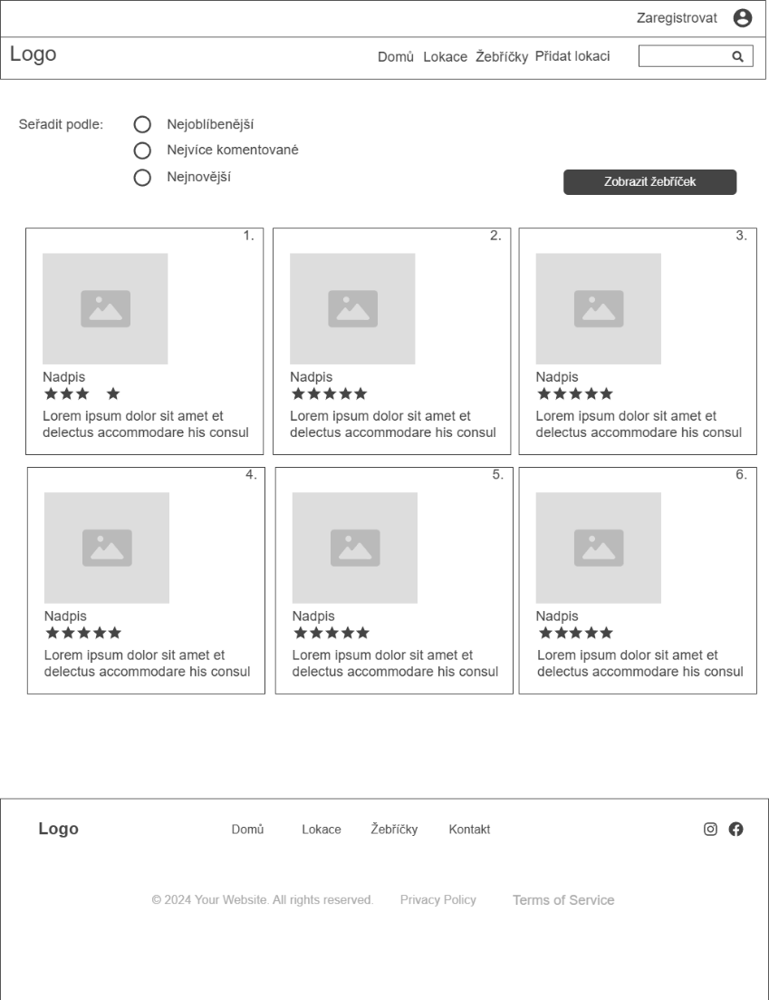 Zaregistrovat
Logo
Domů Lokace Žebříčky Přidat lokaci
Seřadit podle:
Nejoblíbenější
Nejvíce komentované
Nejnovější
Zobrazit žebříček
1.
Nadpis
Lorem ipsum dolor sit amet et
delectus accommodare his consul
2.
Nadpis
Lorem ipsum dolor sit amet et
delectus accommodare his consul
3.
Nadpis
Lorem ipsum dolor sit amet et
delectus accommodare his consul
4.
Nadpis
Lorem ipsum dolor sit amet et
delectus accommodare his consul
5.
Nadpis
Lorem ipsum dolor sit amet et
delectus accommodare his consul
6.
Nadpis
Lorem ipsum dolor sit amet et
delectus accommodare his consul
Logo
Domů Lokace Žebříčky Kontakt
© 2024 Your Website. All rights reserved. Privacy Policy Terms of Service